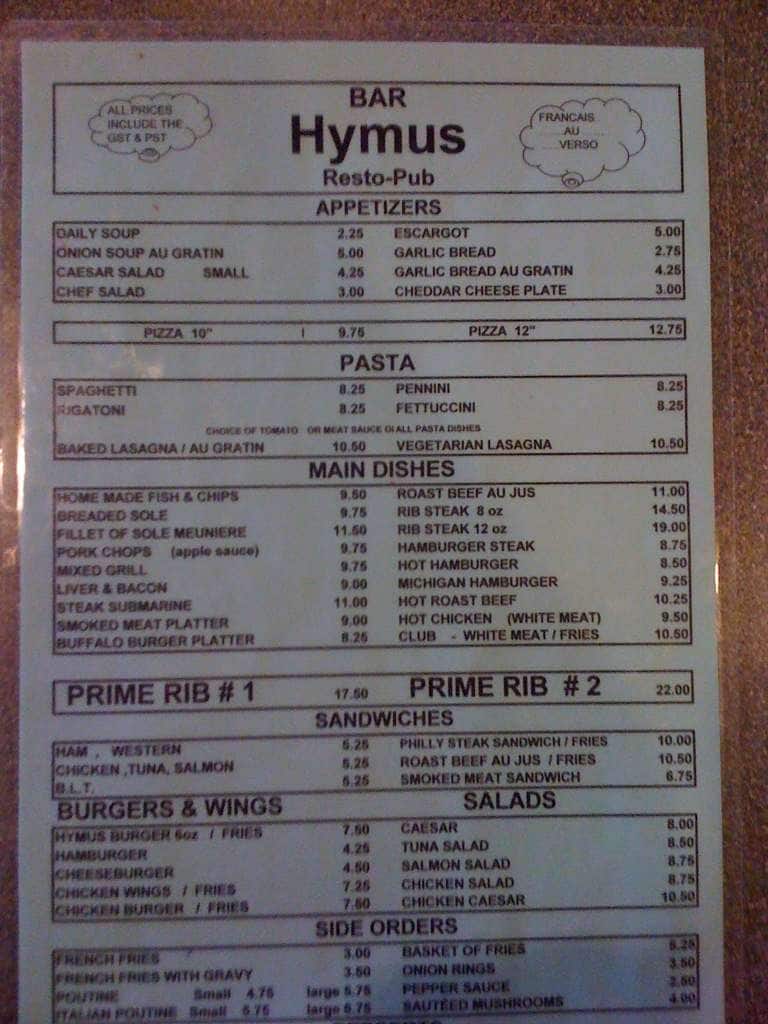 ALL PRICES
INCLUDE THE
GST & PST
BAR
Hymus
Resto-Pub
FRANCAIS
AU
VERSO
APPETIZERS
DAILY SOUP 2.25 ESCARGOT 5.00
ONION SOUP AU GRATIN 5.00 GARLIC BREAD 2.75
CAESAR SALAD SMALL 4.25 GARLIC BREAD AU GRATIN 4.25
CHEF SALAD 3.00 CHEDDAR CHEESE PLATE 3.00
PIZZA 10" 9.75 PIZZA 12" 12.75
PASTA
SPAGHETTI 8.25 PENNINI 8.25
RIGATONI 8.25 FETTUCCINI 8.25
CHOICE OF TOMATO OR MEAT SAUCE ALL PASTA DISHES
BAKED LASAGNA / AU GRATIN 10.50 VEGETARIAN LASAGNA 10.50
MAIN DISHES
HOME MADE FISH & CHIPS 9.50 ROAST BEEF AU JUS 11.00
BREADED SOLE 9.75 RIB STEAK 8 oz 14.50
FILLET OF SOLE MEUNIERE 11.50 RIB STEAK 12 oz 19.00
PORK CHOPS (apple sauce) 9.75 HAMBURGER STEAK 8.75
MIXED GRILL 9.75 HOT HAMBURGER 8.50
LIVER & BACON 9.00 MICHIGAN HAMBURGER 9.25
STEAK SUBMARINE 11.00 HOT ROAST BEEF 10.25
SMOKED MEAT PLATTER 9.00 HOT CHICKEN (WHITE MEAT) 9.50
BUFFALO BURGER PLATTER 8.25 CLUB - WHITE MEAT / FRIES 10.50
PRIME RIB # 1 17.50 PRIME RIB # 2 22.00
SANDWICHES
HAM , WESTERN 5.25 PHILLY STEAK SANDWICH / FRIES 10.00
CHICKEN ,TUNA, SALMON 5.25 ROAST BEEF AU JUS / FRIES 10.50
B.L.T. 5.25 SMOKED MEAT SANDWICH 6.75
BURGERS & WINGS SALADS
HYMUS BURGER 6oz / FRIES 7.50 CAESAR 8.00
HAMBURGER 4.25 TUNA SALAD 8.50
CHEESEBURGER 4.50 SALMON SALAD 8.75
CHICKEN WINGS / FRIES 7.25 CHICKEN SALAD 8.75
CHICKEN BURGER / FRIES 7.50 CHICKEN CAESAR 10.50
SIDE ORDERS
FRENCH FRIES 3.00 BASKET OF FRIES 5.25
FRENCH FRIES WITH GRAVY 3.50 ONION RINGS 3.50
POUTINE Small 4.75 large 5.75 PEPPER SAUCE 2.50
ITALIAN POUTINE Small 5.75 large 6.75 SAUTÉED MUSHROOMS 4.00